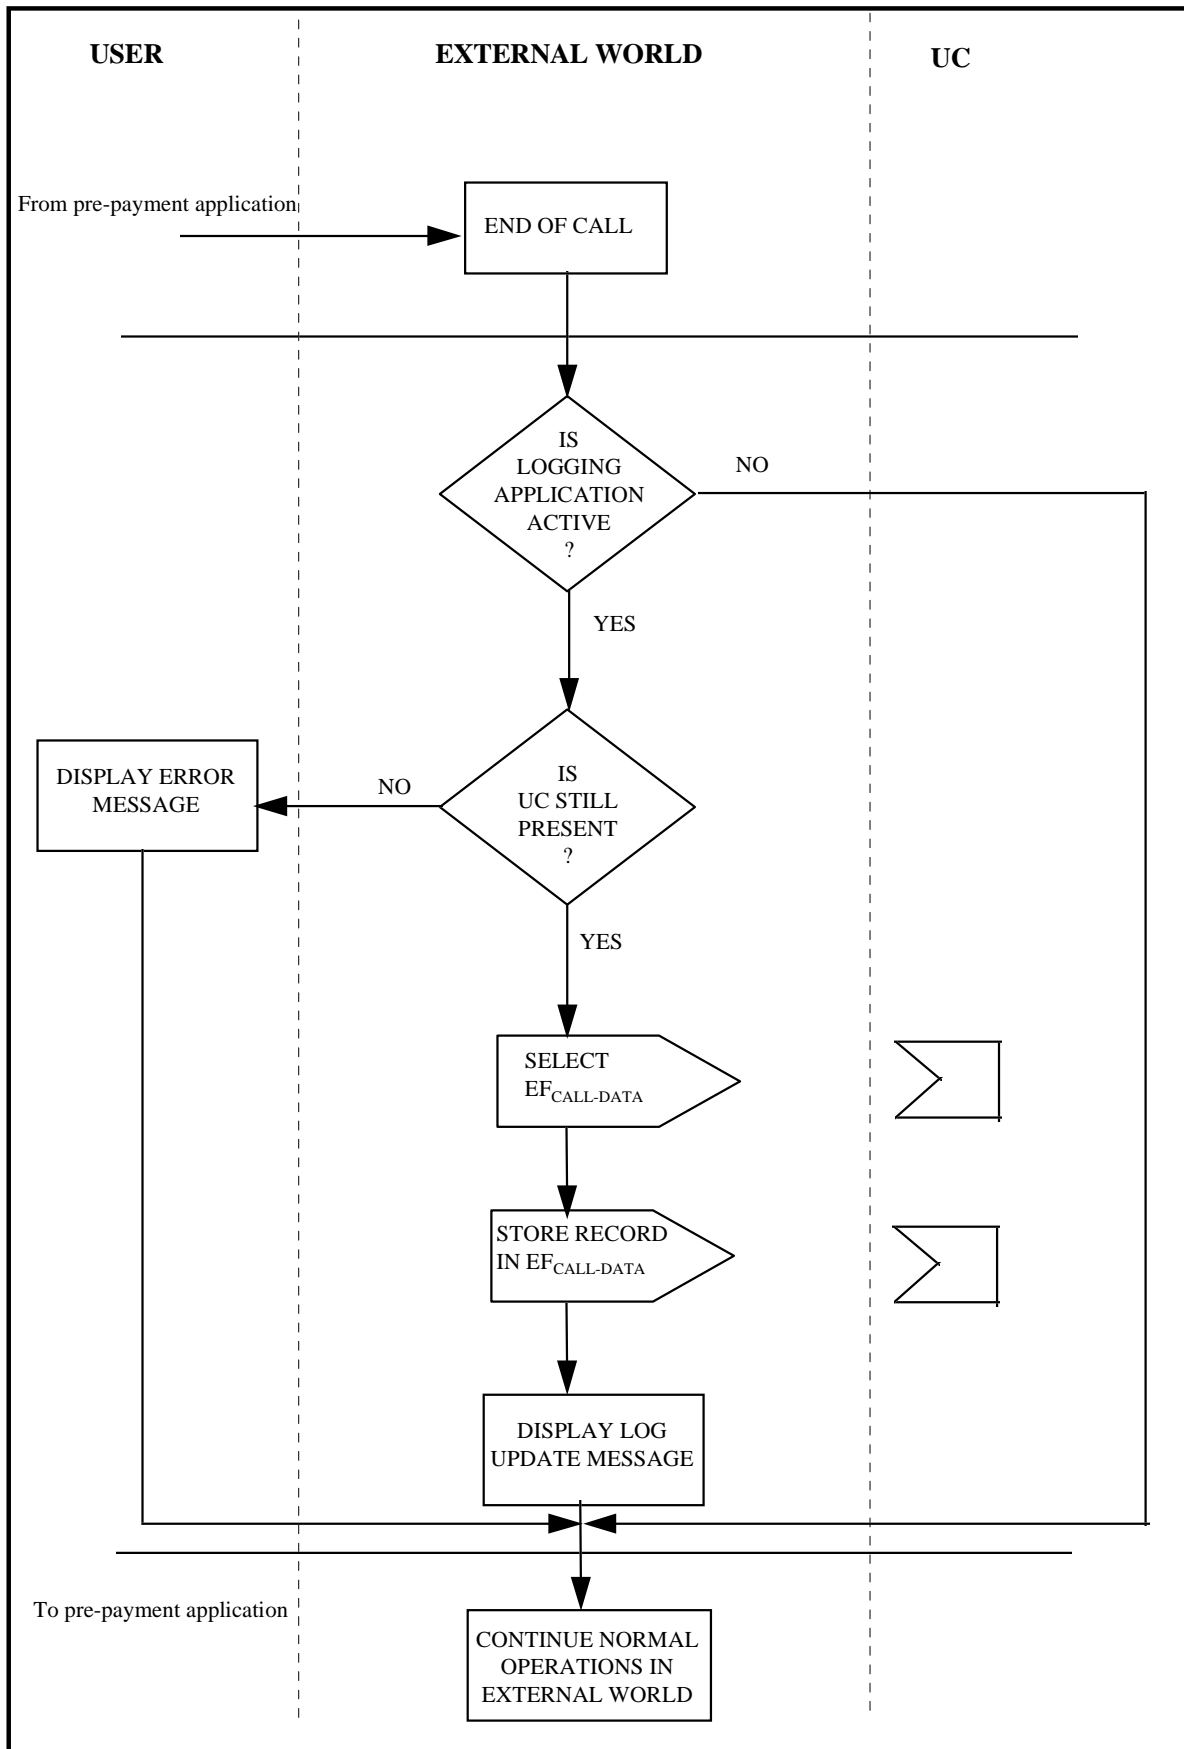 USER
EXTERNAL WORLD
UC
From pre-payment application
END OF CALL
IS
LOGGING
APPLICATION
ACTIVE
?
NO
YES
DISPLAY ERROR
MESSAGE
NO
IS
UC STILL
PRESENT
?
YES
SELECT
EFCALL-DATA
STORE RECORD
IN EFCALL-DATA
DISPLAY LOG
UPDATE MESSAGE
To pre-payment application
CONTINUE NORMAL
OPERATIONS IN
EXTERNAL WORLD